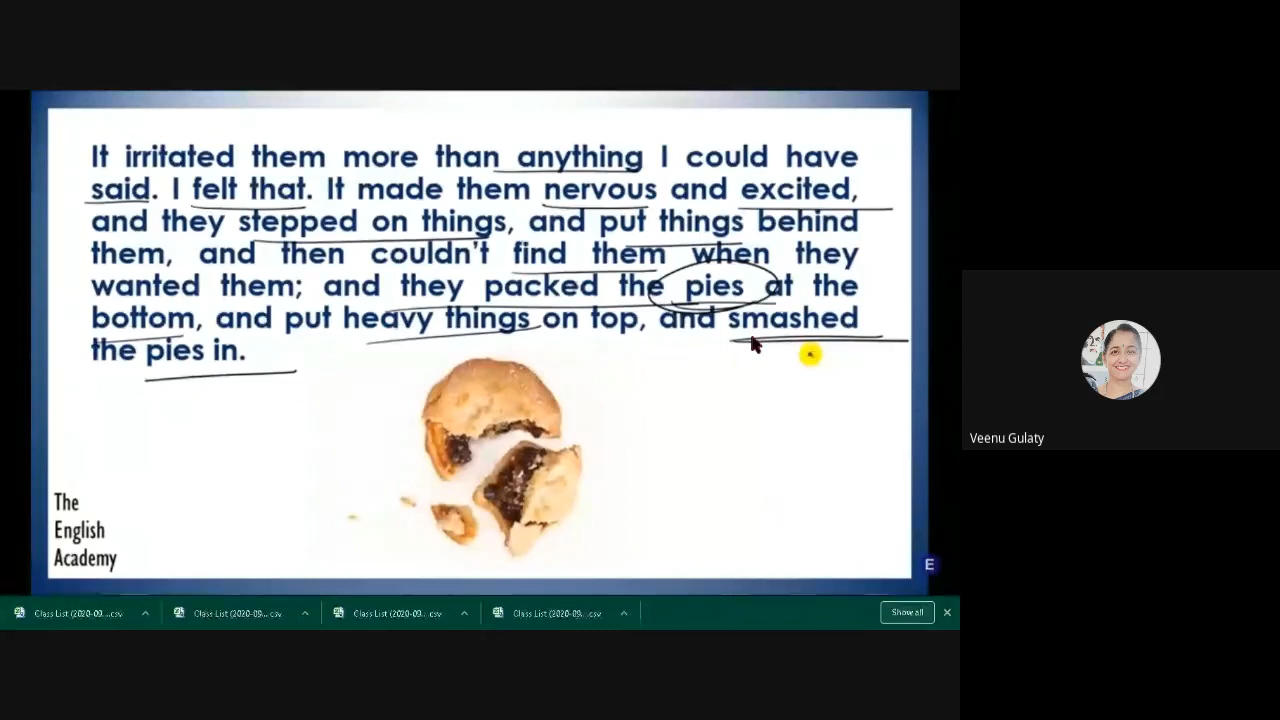 It irritated them more than anything I could have
said. I felt that. It made them nervous and excited,
and they stepped on things, and put things behind
them, and then couldn't find them when they
wanted them; and they packed the pies at the
bottom, and put heavy things on top, and smashed
the pies in.
The
English
Academy
E
Veenu Gulaty
Class List (2020-09....csv
Class List (2020-09....csv
Class List (2020-09....csv
Class List (2020-09....csv
Show all